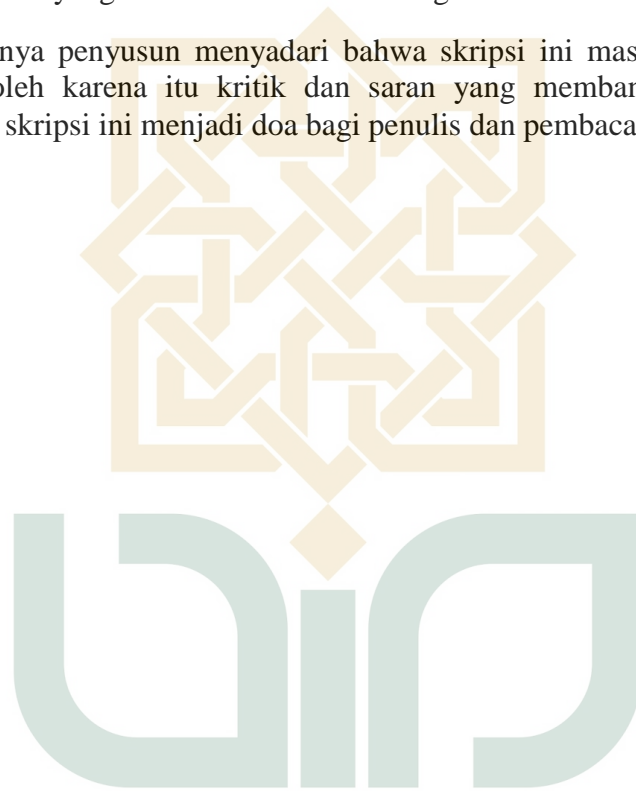 nya penyusun menyadari bahwa skripsi ini mas
oleh karena itu kritik dan saran yang memban
skripsi ini menjadi doa bagi penulis dan pembaca